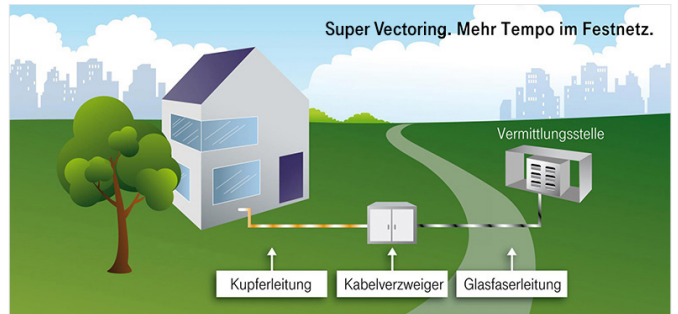 Super Vectoring. Mehr Tempo im Festnetz.
Vermittlungsstelle
Kupferleitung
Kabelverzweiger
Glasfaserleitung